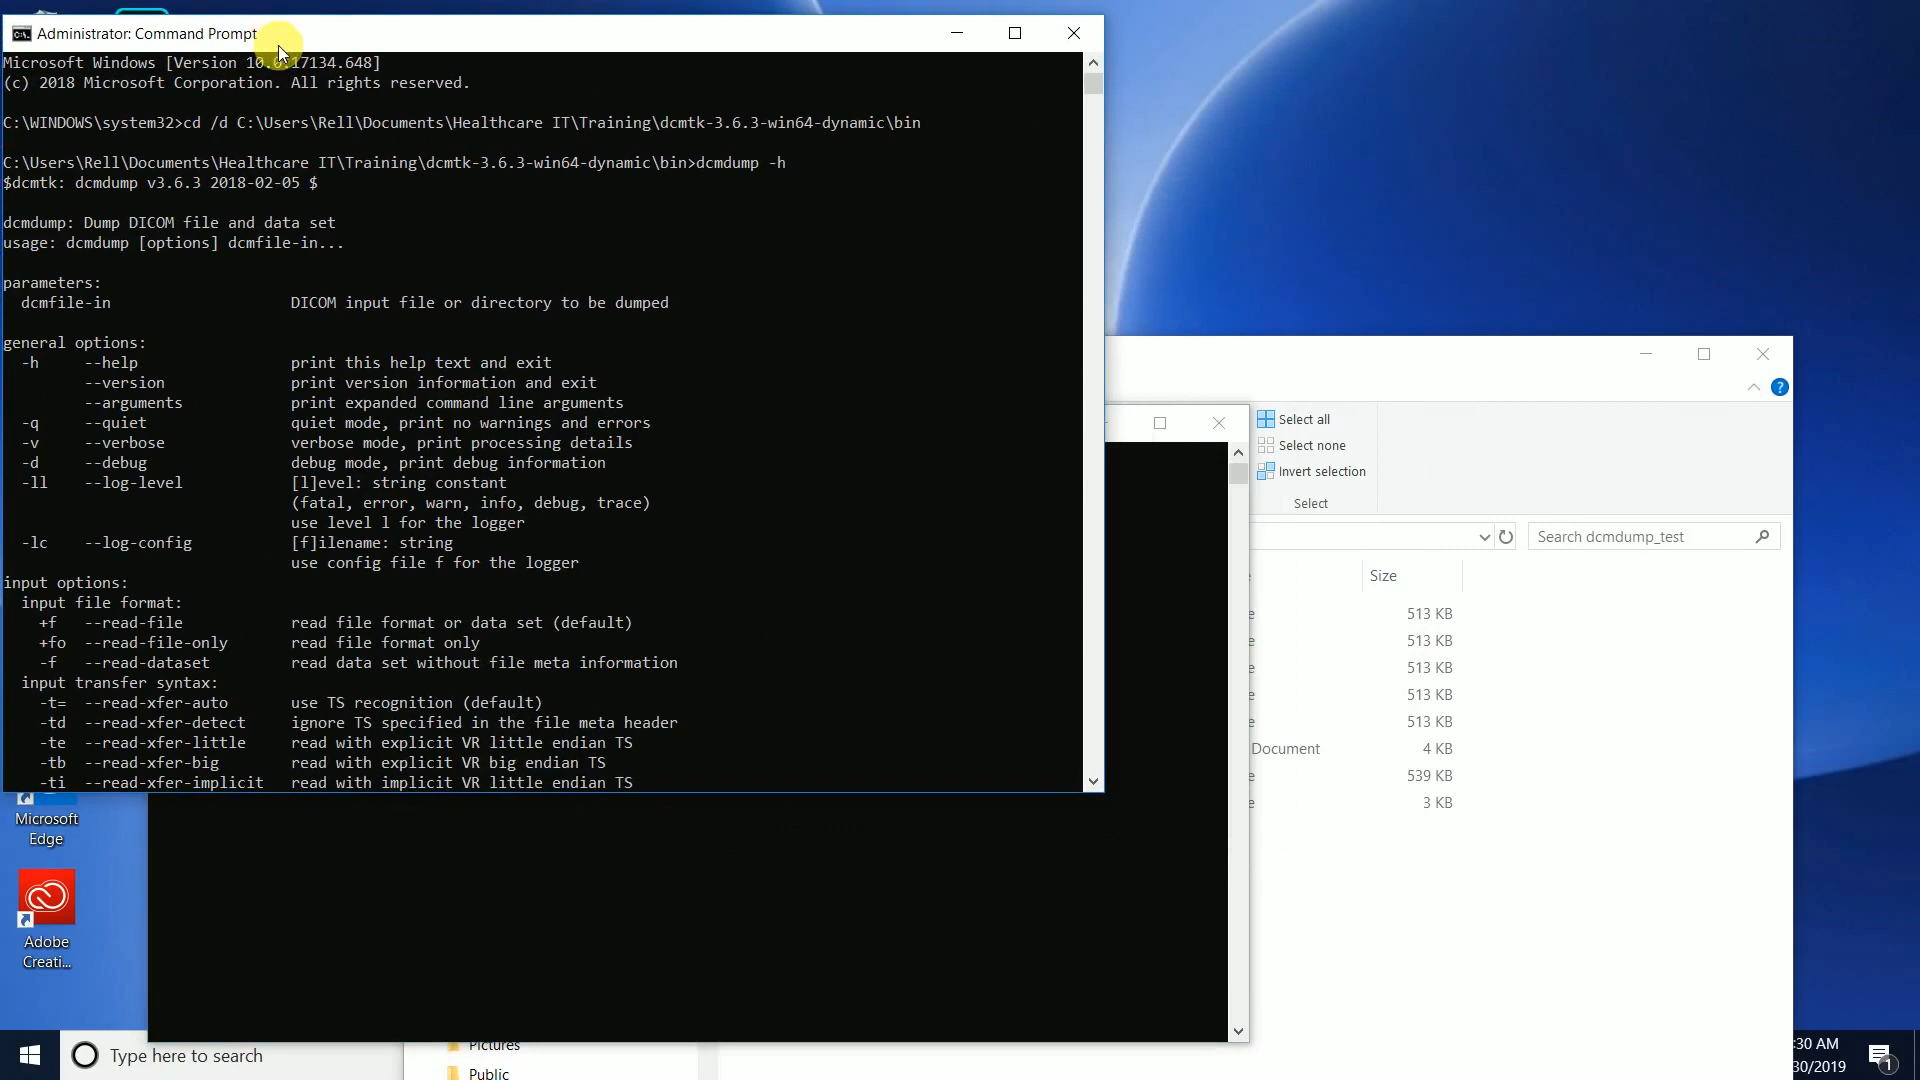 Administrator: Command Prompt
Microsoft Windows [Version 10.0.17134.648]
(c) 2018 Microsoft Corporation. All rights reserved.
C:\WINDOWS\system32>cd /d C:\Users\Rell\Documents\Healthcare IT\Training\dcmtk-3.6.3-win64-dynamic\bin
C:\Users\Rell\Documents\Healthcare IT\Training\dcmtk-3.6.3-win64-dynamic\bin>dcmdump -h
$dcmtk: dcmdump v3.6.3 2018-02-05 $
dcmdump: Dump DICOM file and data set
usage: dcmdump [options] dcmfile-in...
parameters:
dcmfile-in DICOM input file or directory to be dumped
general options:
-h --help print this help text and exit
--version print version information and exit
--arguments print expanded command line arguments
-q --quiet quiet mode, print no warnings and errors
-v --verbose verbose mode, print processing details
-d --debug debug mode, print debug information
-ll --log-level [l]evel: string constant
(fatal, error, warn, info, debug, trace)
use level l for the logger
-lc --log-config [f]ilename: string
use config file f for the logger
input options:
input file format:
+f --read-file read file format or data set (default)
+fo --read-file-only read file format only
-f --read-dataset read data set without file meta information
input transfer syntax:
-t= --read-xfer-auto use TS recognition (default)
-td --read-xfer-detect ignore TS specified in the file meta header
-te --read-xfer-little read with explicit VR little endian TS
-tb --read-xfer-big read with explicit VR big endian TS
-ti --read-xfer-implicit read with implicit VR little endian TS
Select all
Select none
Invert selection
Select
Search dcmdump_test
Size
e 513 KB
e 513 KB
e 513 KB
e 513 KB
e 513 KB
Document 4 KB
e 539 KB
e 3 KB
Microsoft
Edge
Adobe
Creati...
Pictures
Public
Type here to search
:30 AM
30/2019
1